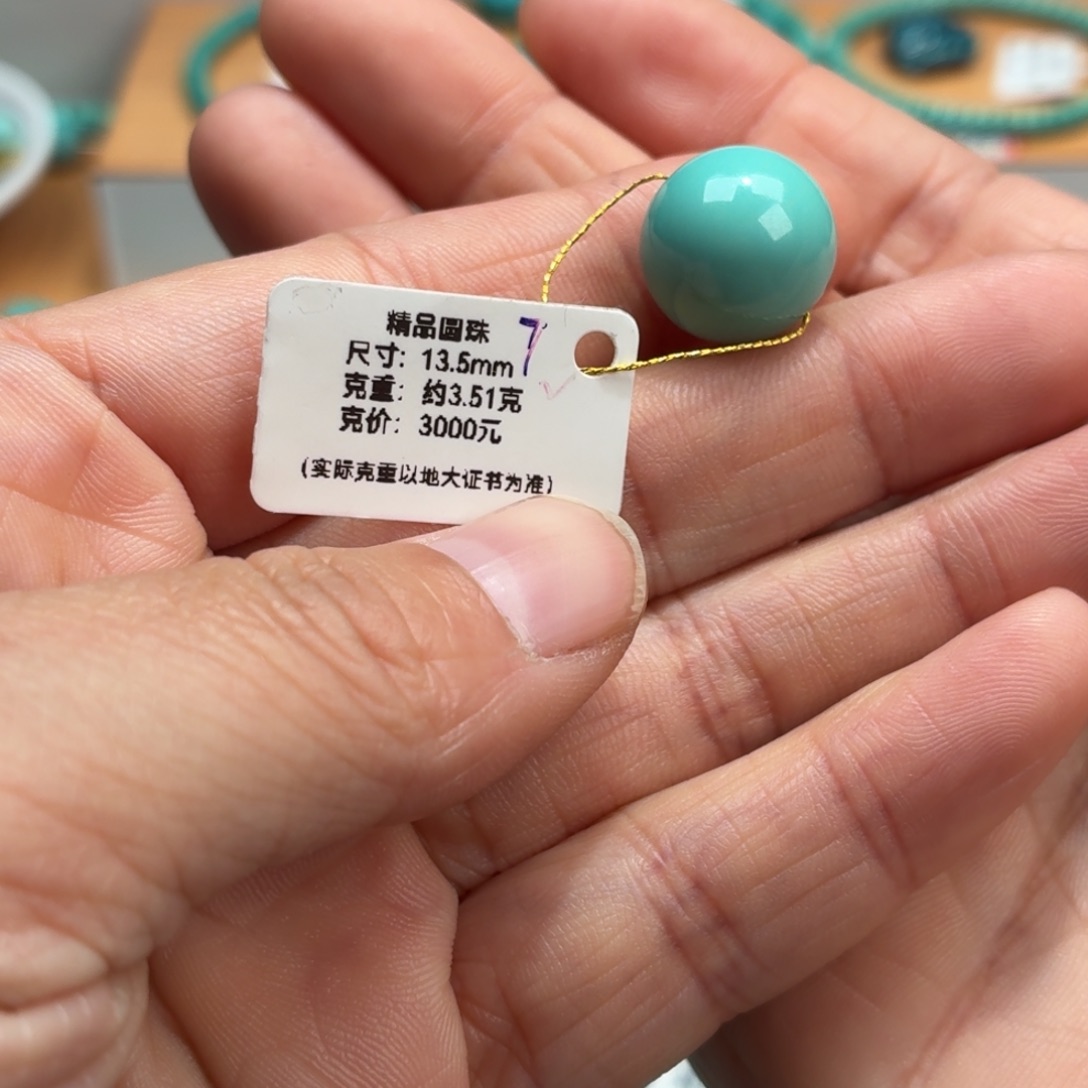 精品圆珠 7
尺寸: 13.5mm
克重: 约3.51克
克价: 3000元
(实际克重以地大证书为准)